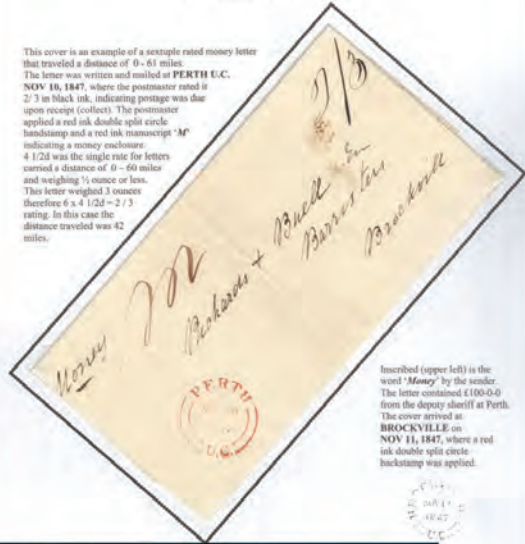 This cover is an example of a sextuple rated money letter
that traveled a distance of 0 - 61 miles.
The letter was written and mailed at PERTH U.C.
NOV 10, 1847, where the postmaster rated it
2/ 3 in black ink, indicating postage was due
upon receipt (collect). The postmaster
applied a red ink double split circle
handstamp and a red ink manuscript 'M'
indicating a money enclosure.
4 1/2d was the single rate for letters
carried a distance of 0 – 60 miles
and weighing ½ ounce or less.
This letter weighed 3 ounces
therefore 6 x 4 1/2d = 2 / 3
rating. In this case the
distance traveled was 42
miles.
2/3
Money
M
Richards + Buell
Barristers
Brockville
PERTH
U.C.
Inscribed (upper left) is the
word 'Money' by the sender.
The letter contained £100-0-0
from the deputy sheriff at Perth.
The cover arrived at
BROCKVILLE on
NOV 11, 1847, where a red
ink double split circle
backstamp was applied.
1847
U.C.